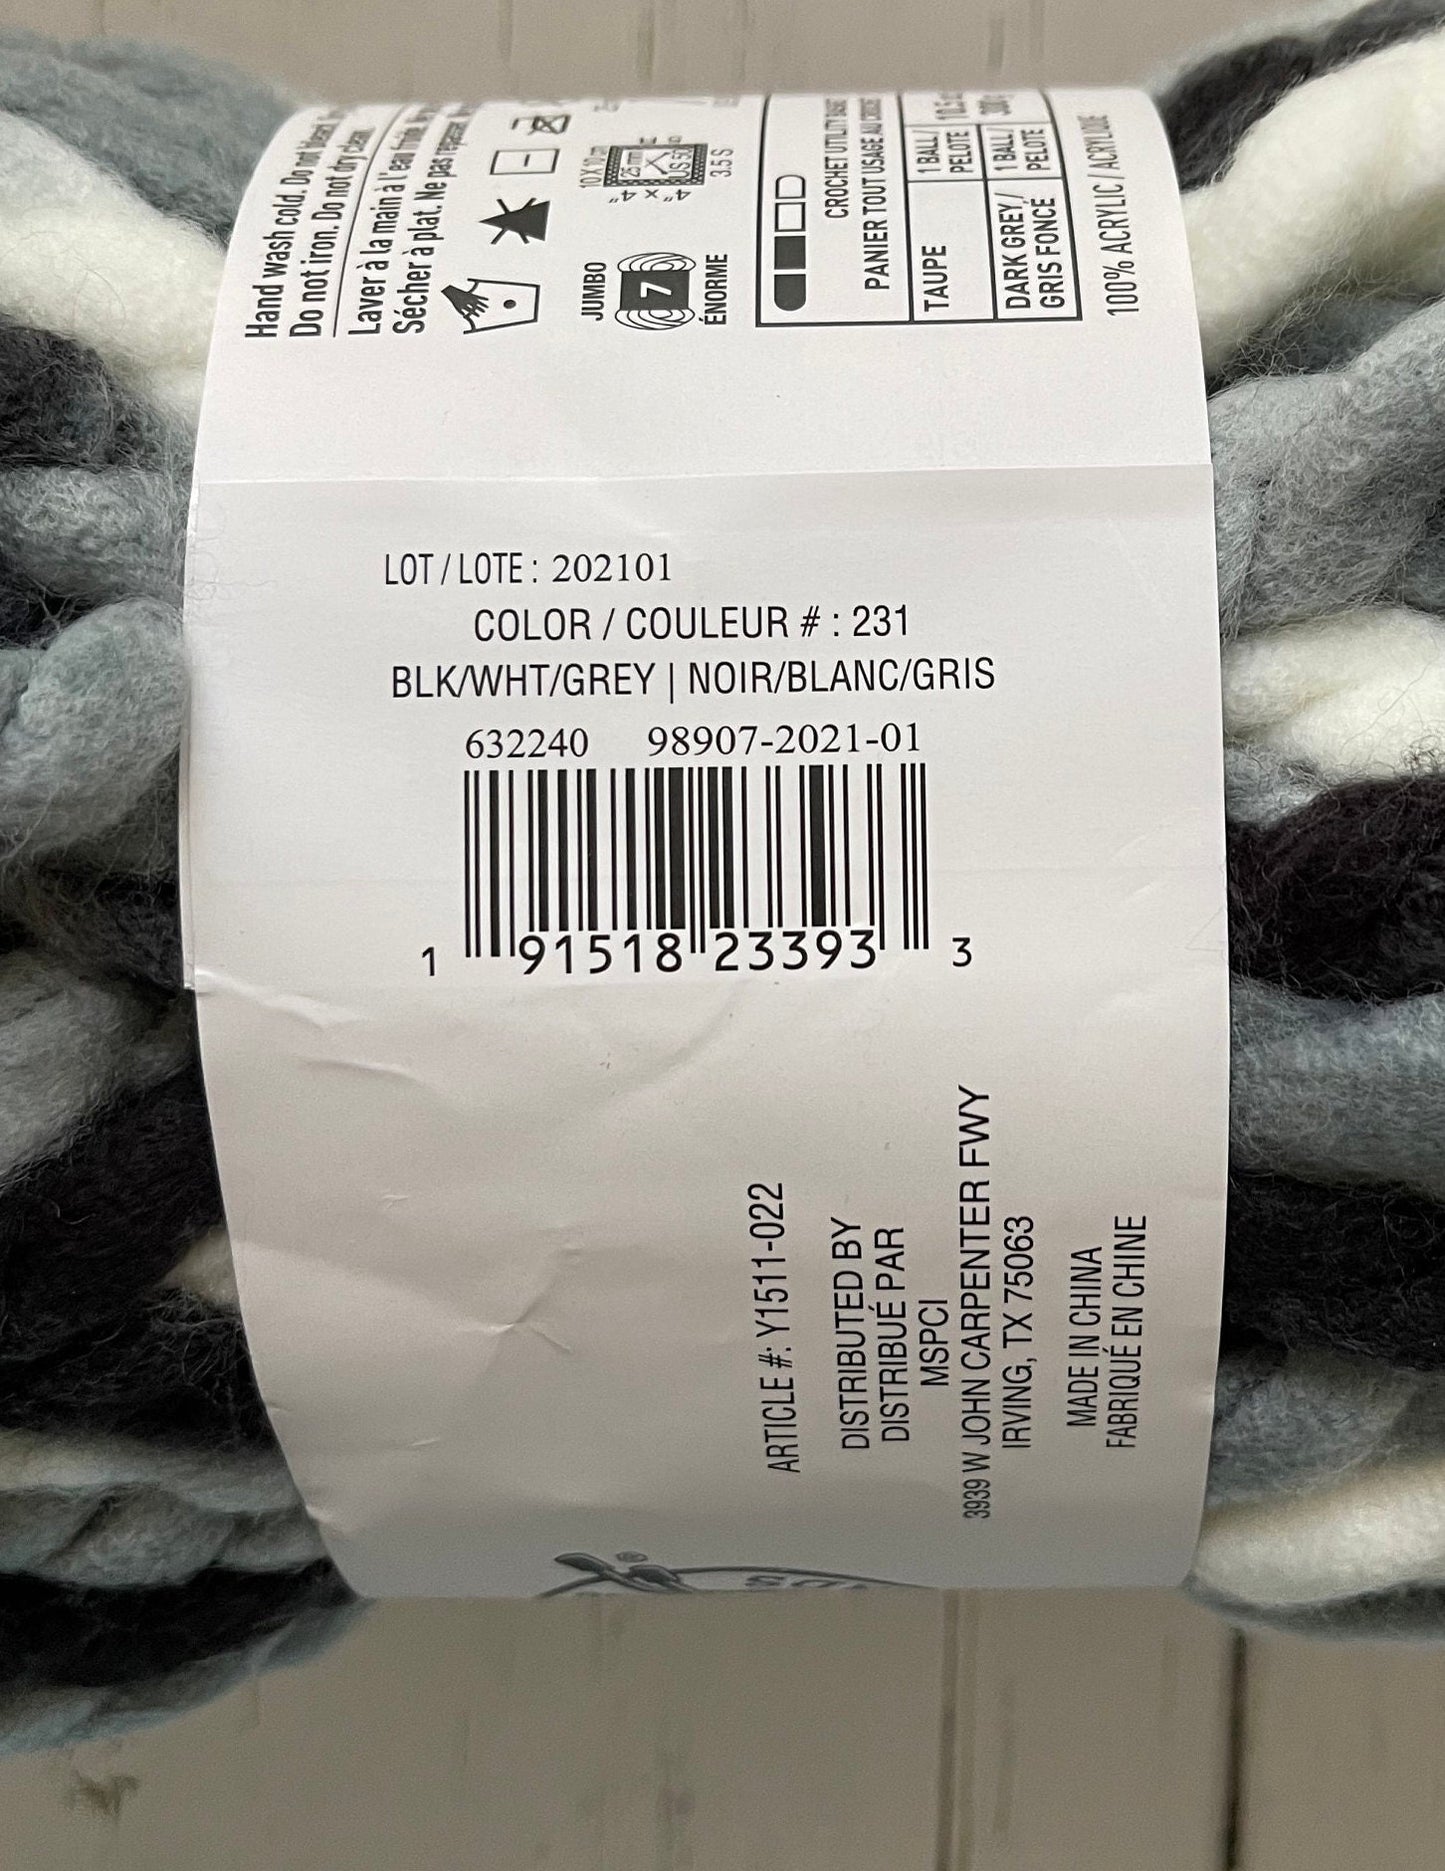 Hand wash cold. Do not
Do not iron. Do not dry clean.
Laver à la main à l'eau
Sécher à plat. Ne pas repasser
JUMBO
7
ÉNORME
10 X 10 cm
4" x 4"
3.5 S
CROCHET UTILITY
PANIER TOUT USAGE AU
TAUPE
1 BALL/
PELOTE
DARK GREY/
GRIS FONCÉ
1 BALL/
PELOTE
100% ACRYLIC / ACRYLIQUE
LOT / LOTE : 202101
COLOR / COULEUR # : 231
BLK/WHT/GREY | NOIR/BLANC/GRIS
632240 98907-2021-01
1 91518 23393 3
ARTICLE #: Y1511-022
DISTRIBUTED BY
DISTRIBUÉ PAR
MSPCI
3939 W JOHN CARPENTER FWY
IRVING, TX 75063
MADE IN CHINA
FABRIQUÉ EN CHINE